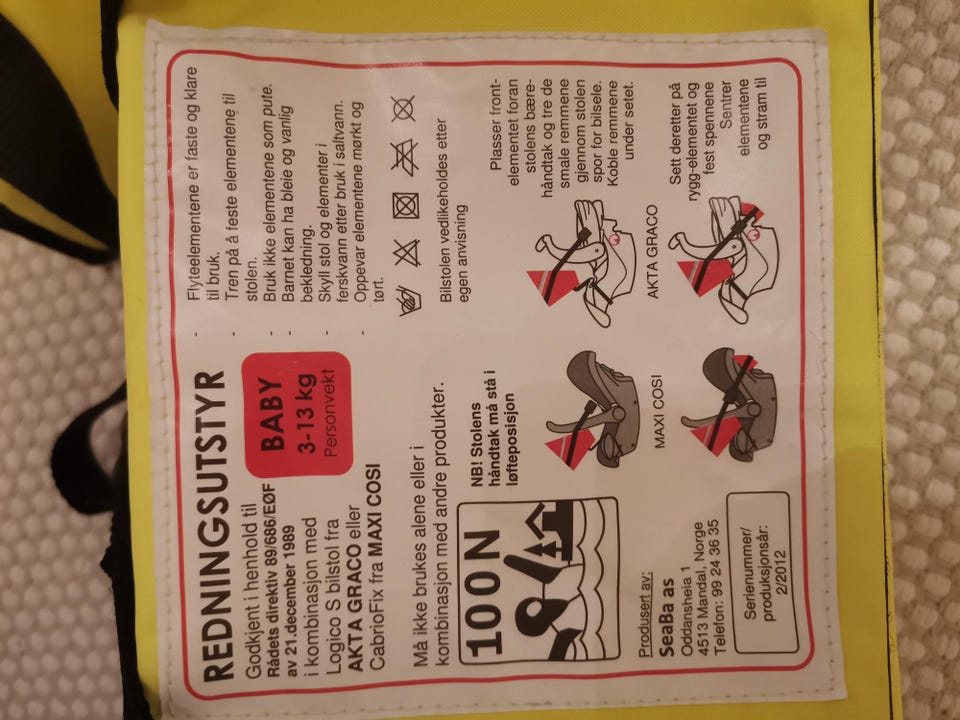 REDNINGSUTSTYR
Godkjent i henhold til
Rådets direktiv 89/686/EØF
av 21.december 1989
i kombinasjon med
Logico S bilstol fra
AKTA GRACO eller
CabrioFix fra MAXI COSI
BABY
3-13 kg
Personvekt
Må ikke brukes alene eller i
kombinasjon med andre produkter.
100N
NB! Stolens
håndtak må stå i
løfteposisjon
Produsert av:
SeaBa as
Oddansheia 1
4513 Mandal, Norge
Telefon: 99 24 36 35
Serienummer/
produksjonsår:
2/2012
MAXI COSI
- Flyteelementene er faste og klare
til bruk.
- Tren på å feste elementene til
stolen.
- Bruk ikke elementene som pute.
- Barnet kan ha bleie og vanlig
bekledning.
- Skyll stol og elementer i
ferskvann etter bruk i saltvann.
- Oppevar elementene mørkt og
tørt.
Bilstolen vedlikeholdes etter
egen anvisning
AKTA GRACO
Plasser front-
elementet foran
stolens bære-
håndtak og tre de
smale remmene
gjennom stolen
spor for bilsele.
Koble remmene
under setet.
Sett deretter på
rygg-elementet og
fest spennene
Sentrer
elementene
og stram til